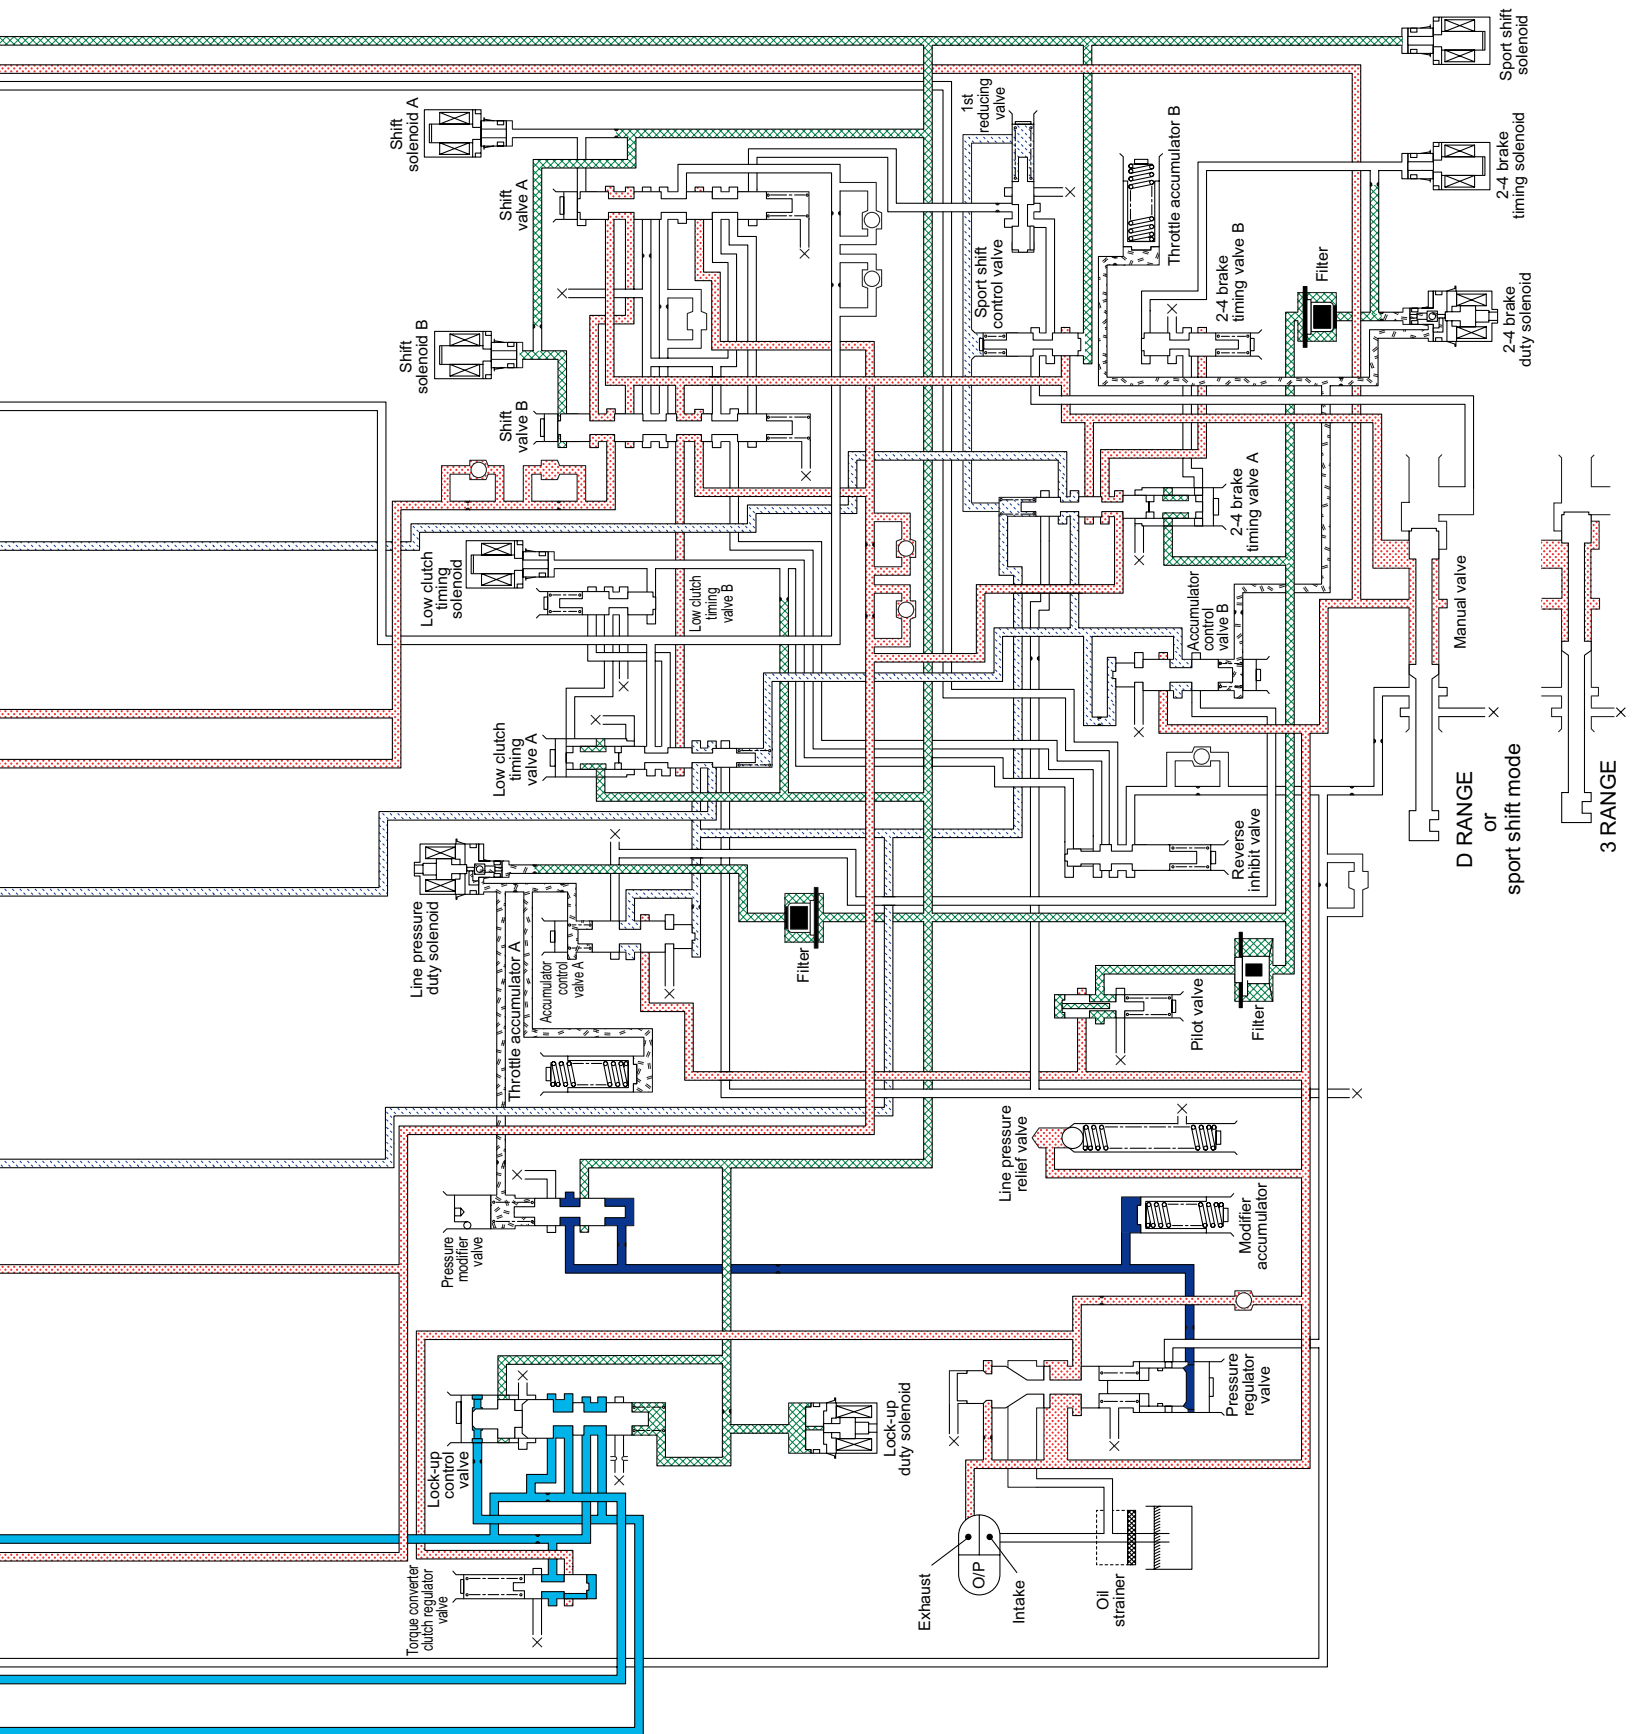 Sport shift
solenoid
Shift
solenoid A
1st
reducing
valve
Throttle accumulator B
2-4 brake
timing solenoid
Shift
valve A
Sport shift
control valve
2-4 brake
timing valve B
Filter
2-4 brake
duty solenoid
Shift
solenoid B
Shift
valve B
2-4 brake
timing valve A
Low clutch
timing
solenoid
Low clutch
timing
valve B
Accumulator
control
valve B
Manual valve
Low clutch
timing
valve A
D RANGE
or
sport shift mode
3 RANGE
Reverse
inhibit valve
Line pressure
duty solenoid
Throttle accumulator A
Accumulator
control
valve A
Filter
Pilot valve
Filter
Line pressure
relief valve
Pressure
modifier
valve
Modifier
accumulator
Lock-up
control
valve
Lock-up
duty solenoid
Pressure
regulator
valve
Torque converter
clutch regulator
valve
Exhaust
O/P
Intake
Oil
strainer